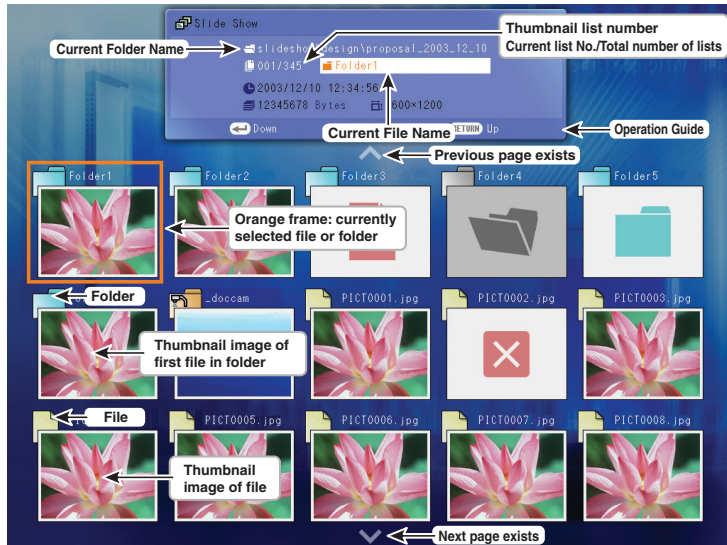 Slide Show
Thumbnail list number
Current list No./Total number of lists
Current Folder Name
design\proposal_2003_12_10
001/345
Folder1
2003/12/10 12:34:56
12345678 Bytes
600×1200
Current File Name
Down
RETURN Up
Operation Guide
Previous page exists
Folder1
Folder2
Folder3
Folder4
Folder5
Orange frame: currently
selected file or folder
Folder
_doccam
PICT0001.jpg
PICT0002.jpg
PICT0003.jpg
Thumbnail image of
first file in folder
File
PICT0005.jpg
PICT0006.jpg
PICT0007.jpg
PICT0008.jpg
Thumbnail
image of file
Next page exists